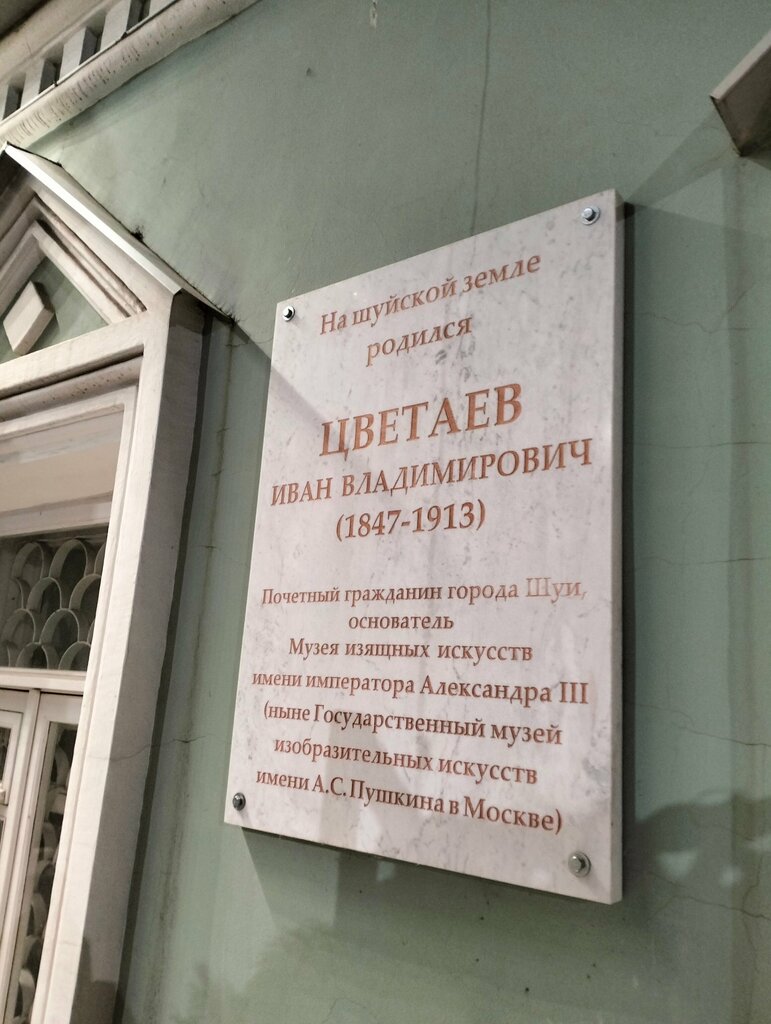 На шуйской земле
родился
ЦВЕТАЕВ
ИВАН ВЛАДИМИРОВИЧ
(1847-1913)
Почетный гражданин города Шуи,
основатель
Музея изящных искусств
имени императора Александра III
(ныне Государственный музей
изобразительных искусств
имени А.С. Пушкина в Москве)